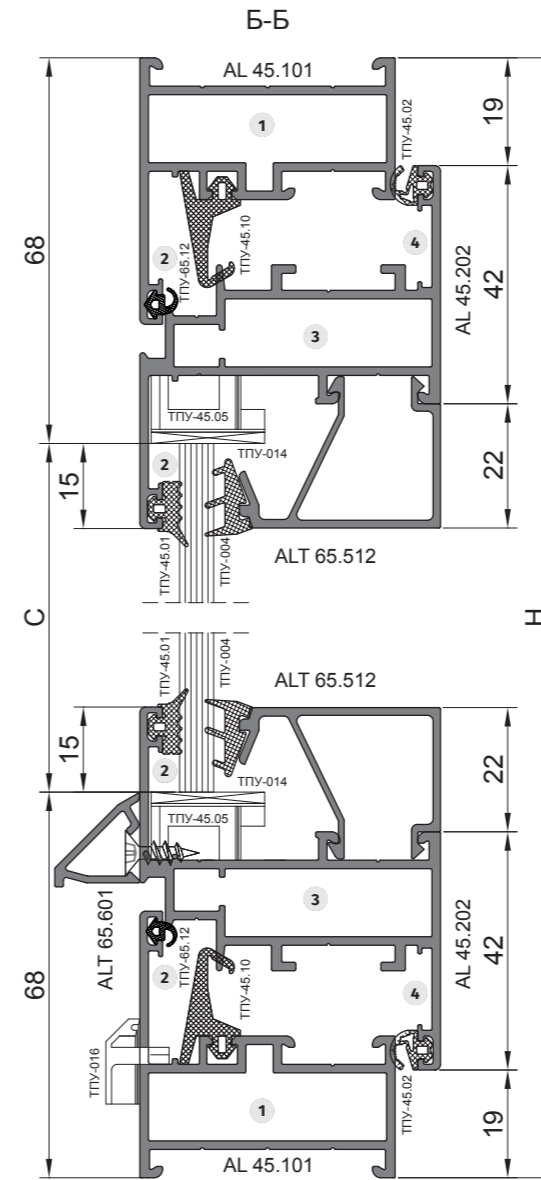 Б-Б
AL 45.101
19
1
ТПУ-45.02
68
2
ТПУ-65.12
ТПУ-45.10
4
AL 45.202
42
3
ТПУ-45.05
2
ТПУ-014
22
15
ТПУ-45.01
ТПУ-004
ALT 65.512
C
H
ТПУ-45.01
ТПУ-004
ALT 65.512
15
2
ТПУ-014
22
ТПУ-45.05
ALT 65.601
3
68
2
ТПУ-65.12
ТПУ-45.10
4
AL 45.202
42
ТПУ-016
1
ТПУ-45.02
19
AL 45.101